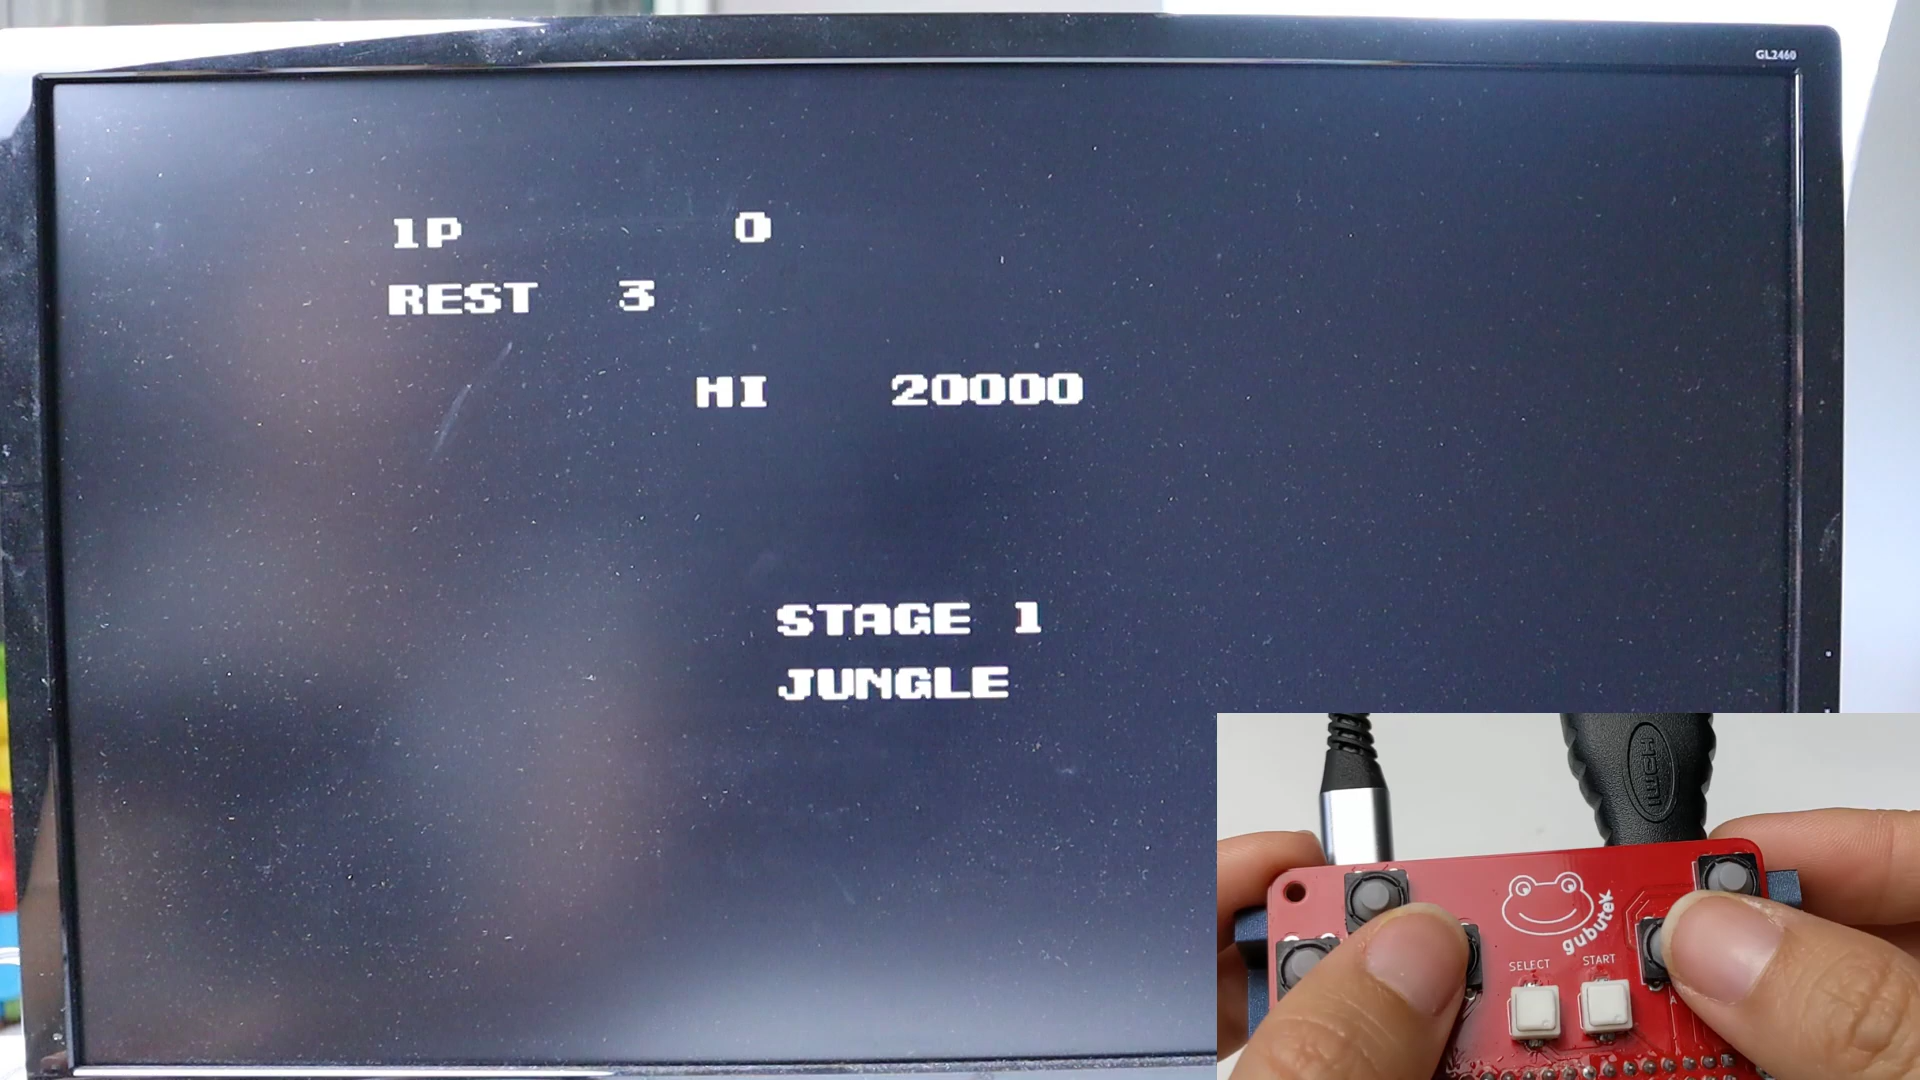 GL2460
1P 0
REST 3
HI 20000
STAGE 1
JUNGLE
HDMI
gubutek
SELECT START
A